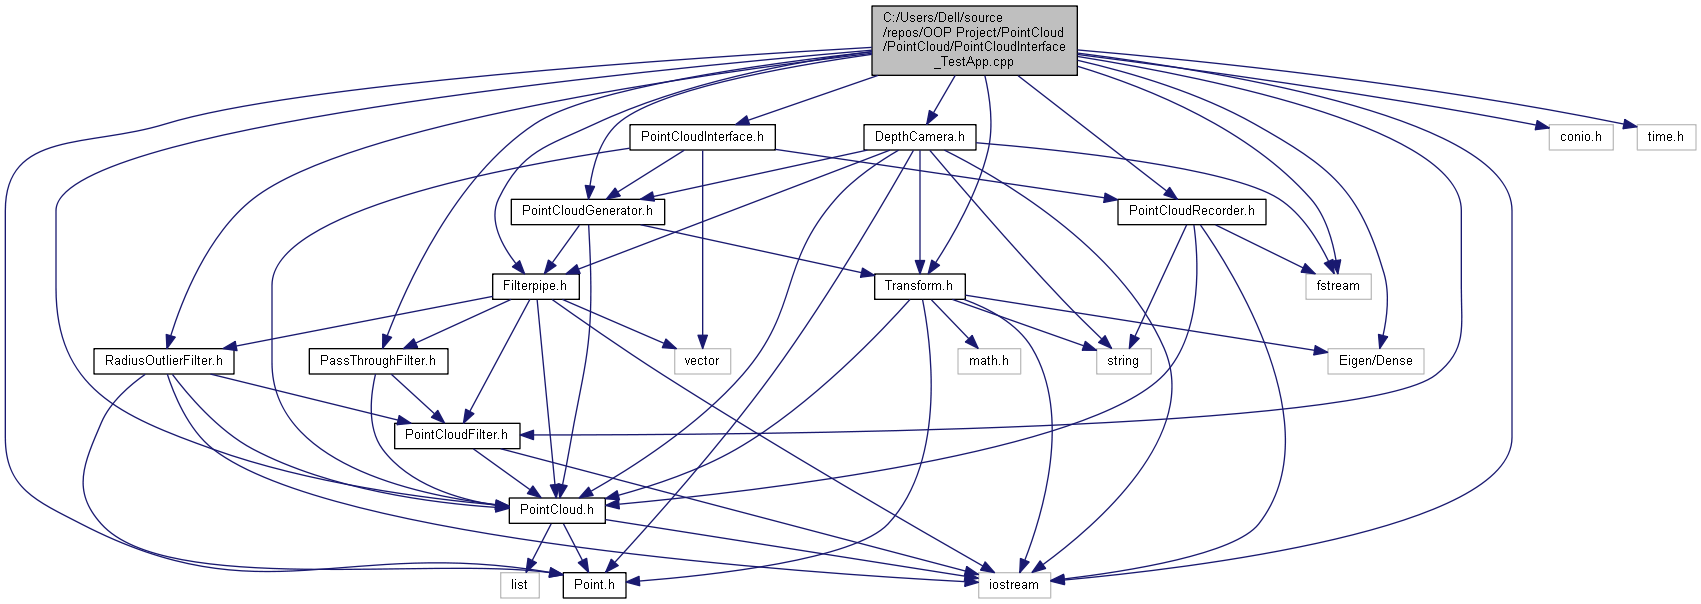 C:/Users/Dell/source
/repos/OOP Project/PointCloud
/PointCloud/PointCloudInterface
_TestApp.cpp
PointCloudInterface.h
DepthCamera.h
conio.h
time.h
PointCloudGenerator.h
PointCloudRecorder.h
Filterpipe.h
Transform.h
fstream
RadiusOutlierFilter.h
PassThroughFilter.h
vector
math.h
string
Eigen/Dense
PointCloudFilter.h
PointCloud.h
list
Point.h
iostream